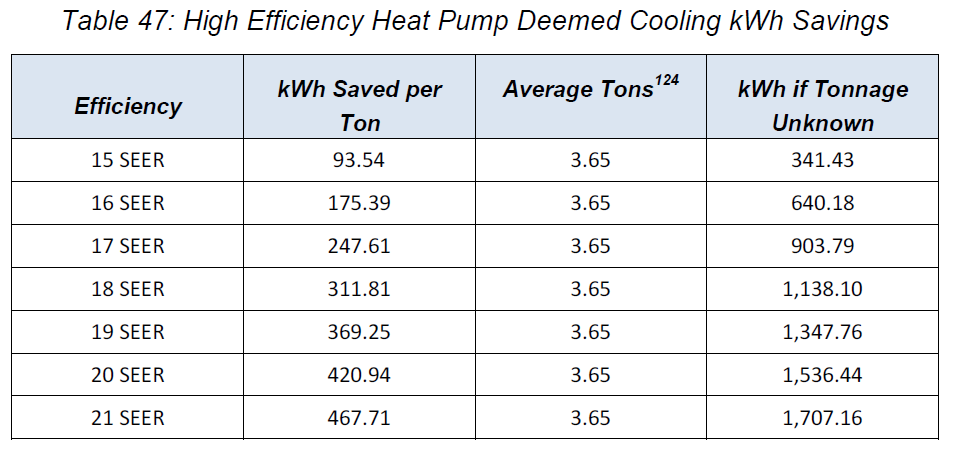 Table 47: High Efficiency Heat Pump Deemed Cooling kWh Savings
Efficiency kWh Saved per Ton Average Tons124 kWh if Tonnage Unknown
15 SEER 93.54 3.65 341.43
16 SEER 175.39 3.65 640.18
17 SEER 247.61 3.65 903.79
18 SEER 311.81 3.65 1,138.10
19 SEER 369.25 3.65 1,347.76
20 SEER 420.94 3.65 1,536.44
21 SEER 467.71 3.65 1,707.16